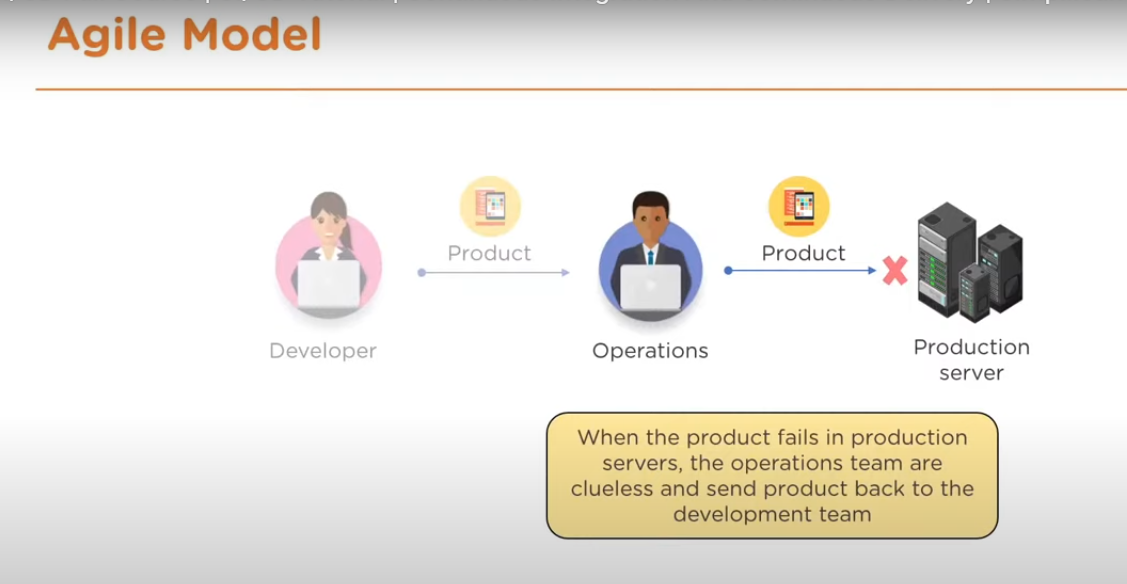 Agile Model
Product
Product
Developer
Operations
Production
server
When the product fails in production
servers, the operations team are
clueless and send product back to the
development team